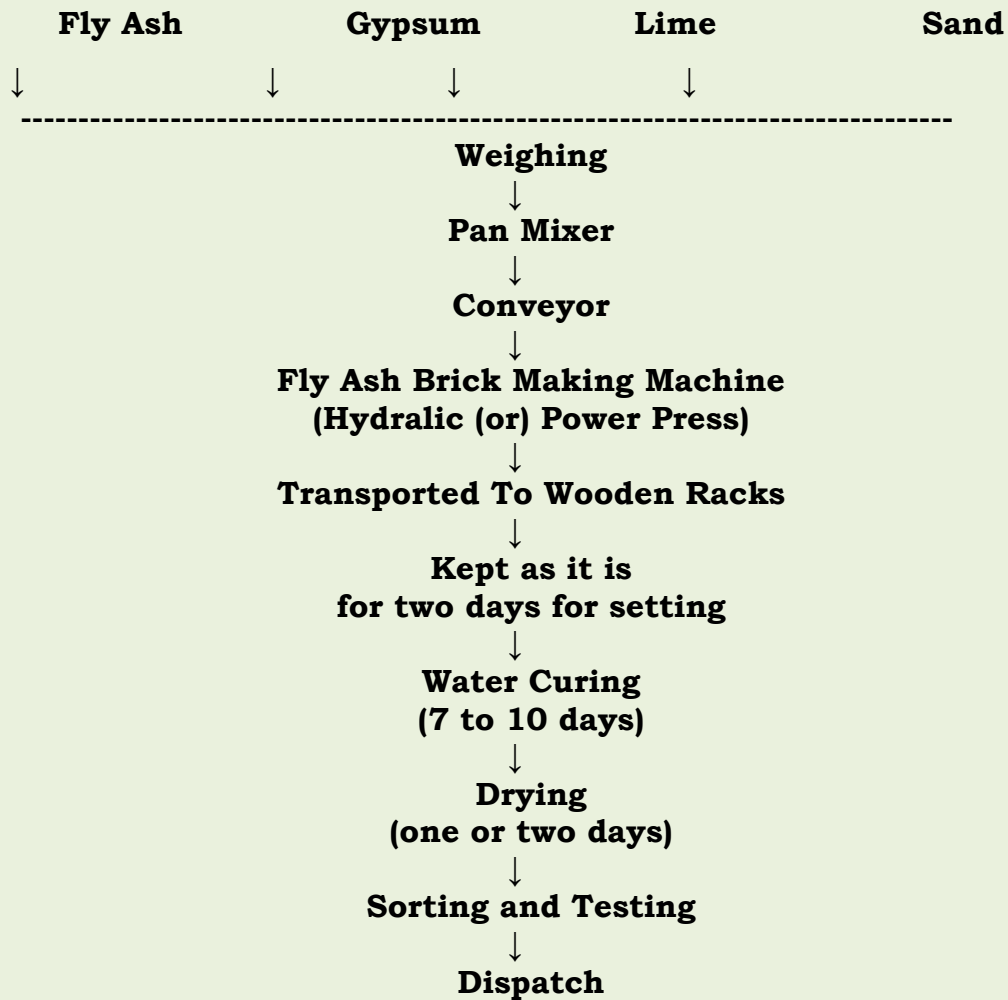 Fly Ash Gypsum Lime Sand
↓ ↓ ↓ ↓
--------------------------------------------------------------------------------
Weighing
↓
Pan Mixer
↓
Conveyor
↓
Fly Ash Brick Making Machine
(Hydralic (or) Power Press)
↓
Transported To Wooden Racks
↓
Kept as it is
for two days for setting
↓
Water Curing
(7 to 10 days)
↓
Drying
(one or two days)
↓
Sorting and Testing
↓
Dispatch